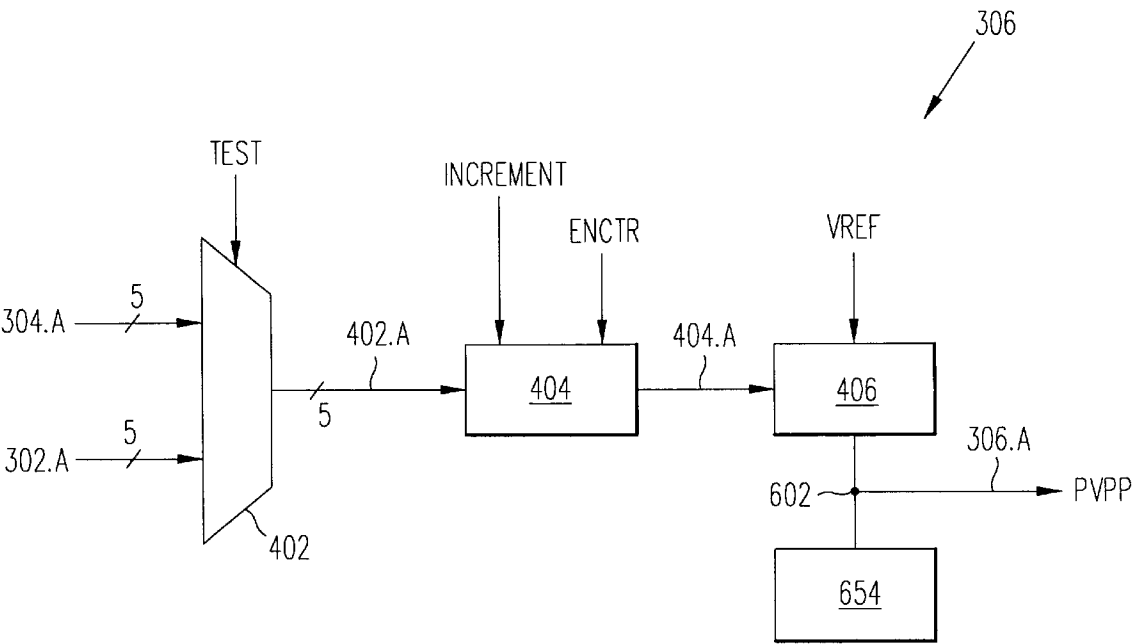 306
TEST
INCREMENT
ENCTR
VREF
5
304.A
402.A
404.A
404
406
5
5
302.A
306.A
602
PVPP
402
654